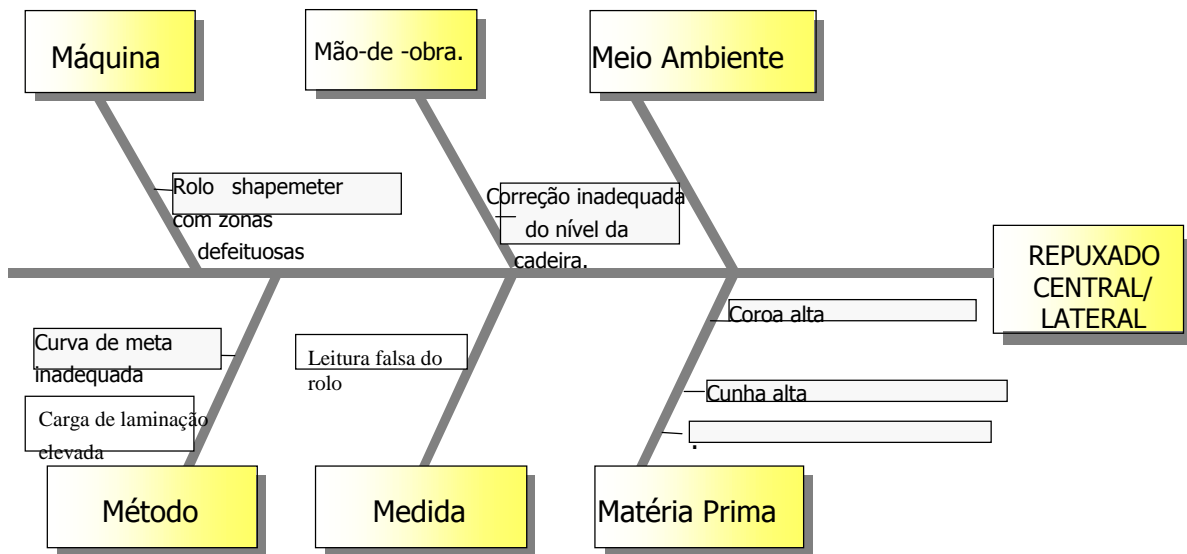 Máquina
Mão-de -obra.
Meio Ambiente
Rolo shapemeter
com zonas
defeituosas
Correção inadequada
do nível da
cadeira.
REPUXADO
CENTRAL/
LATERAL
Curva de meta
inadequada
Carga de laminação
elevada
Leitura falsa do
rolo
Coroa alta
Cunha alta
.
Método
Medida
Matéria Prima